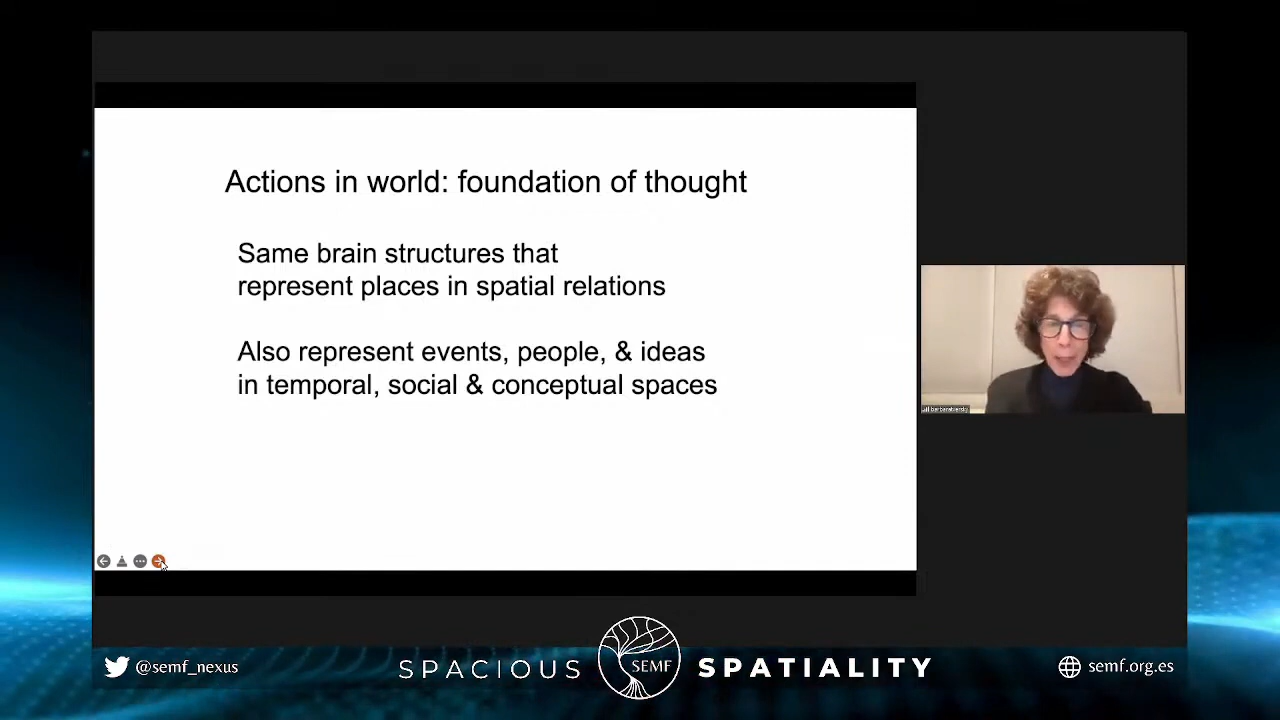 Actions in world: foundation of thought
Same brain structures that
represent places in spatial relations
Also represent events, people, & ideas
in temporal, social & conceptual spaces
@semf_nexus
SPACIOUS
SEMF
SPATIALITY
semf.org.es